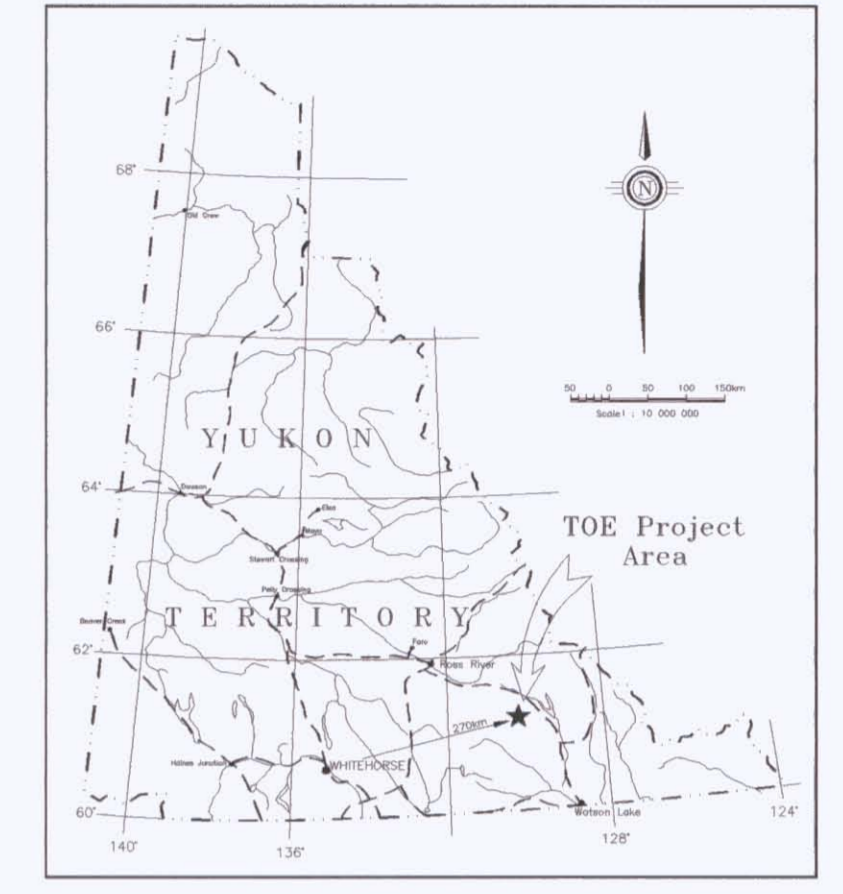 68°
N
Old Crow
66°
50 0 50 100 150km
Scale 1 : 10 000 000
YUKON
64°
Dawson
Elsa
Mayo
TOE Project
Area
Stewart Crossing
Pelly Crossing
TERRITORY
Beaver Creek
62°
Faro
Ross River
270km
Haines Junction
WHITEHORSE
60°
Watson Lake
124°
140°
136°
128°